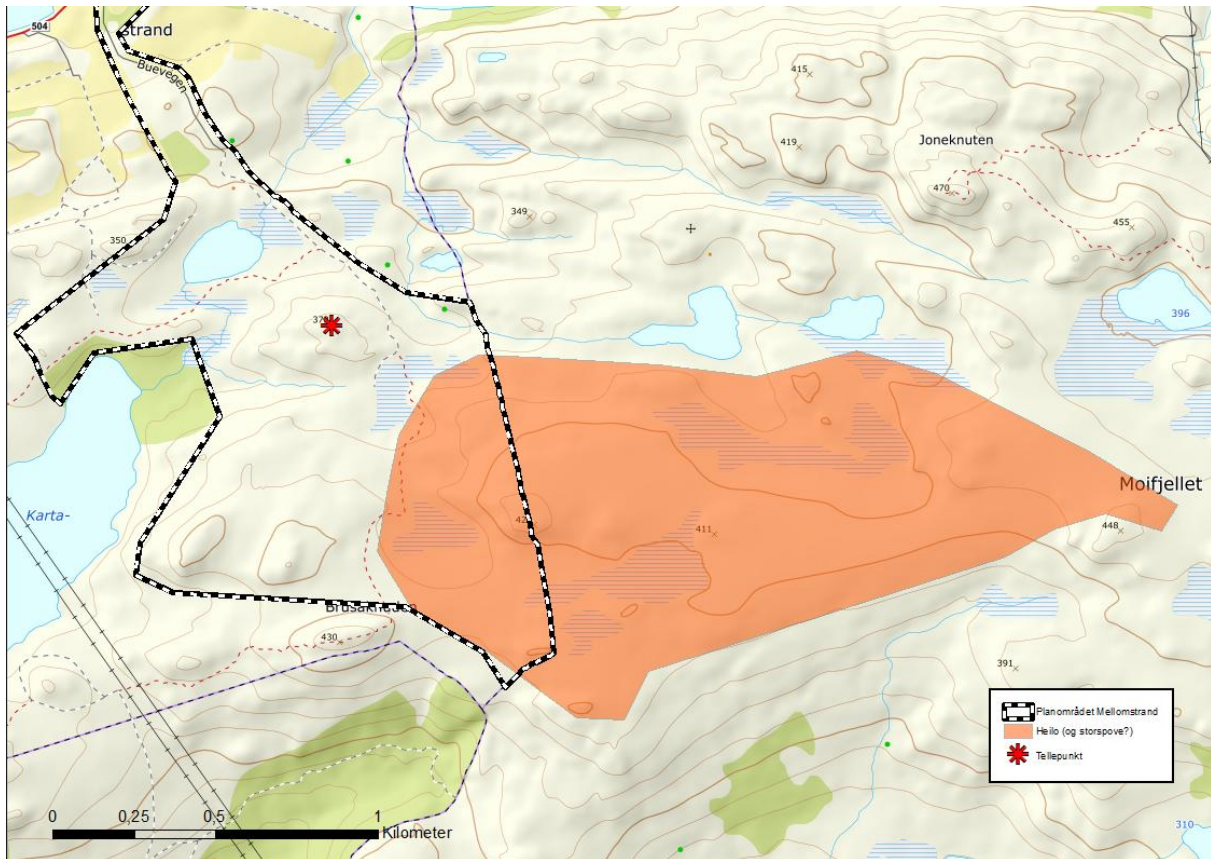 504
strand
Buevegen
415
419
Joneknuten
470
349
455
350
396
Moifjellet
Karta-
411
448
430
391
310
Planområdet Mellomstrand
Heilo (og storspove?)
Tellepunkt
0 0,25 0,5 1
Kilometer